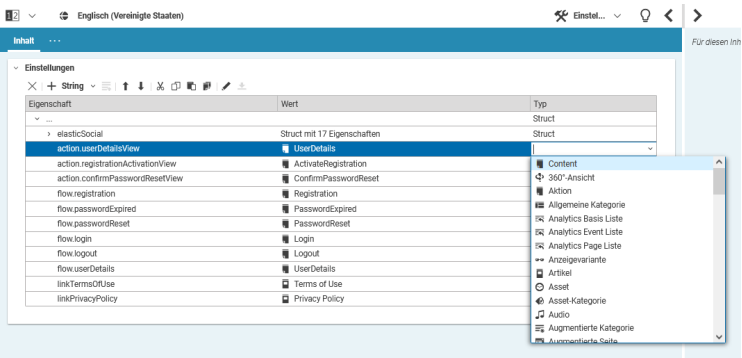 12 Englisch (Vereinigte Staaten) Einstel...
Inhalt ...
Für diesen Inh
Einstellungen
String
Eigenschaft Wert Typ
... Struct
elasticSocial Struct mit 17 Eigenschaften Struct
action.userDetailsView UserDetails
action.registrationActivationView ActivateRegistration
action.confirmPasswordResetView ConfirmPasswordReset
flow.registration Registration
flow.passwordExpired PasswordExpired
flow.passwordReset PasswordReset
flow.login Login
flow.logout Logout
flow.userDetails UserDetails
linkTermsOfUse Terms of Use
linkPrivacyPolicy Privacy Policy
Content
360°-Ansicht
Aktion
Allgemeine Kategorie
Analytics Basis Liste
Analytics Event Liste
Analytics Page Liste
Anzeigevariante
Artikel
Asset
Asset-Kategorie
Audio
Augmentierte Kategorie
Augmentierte Seite